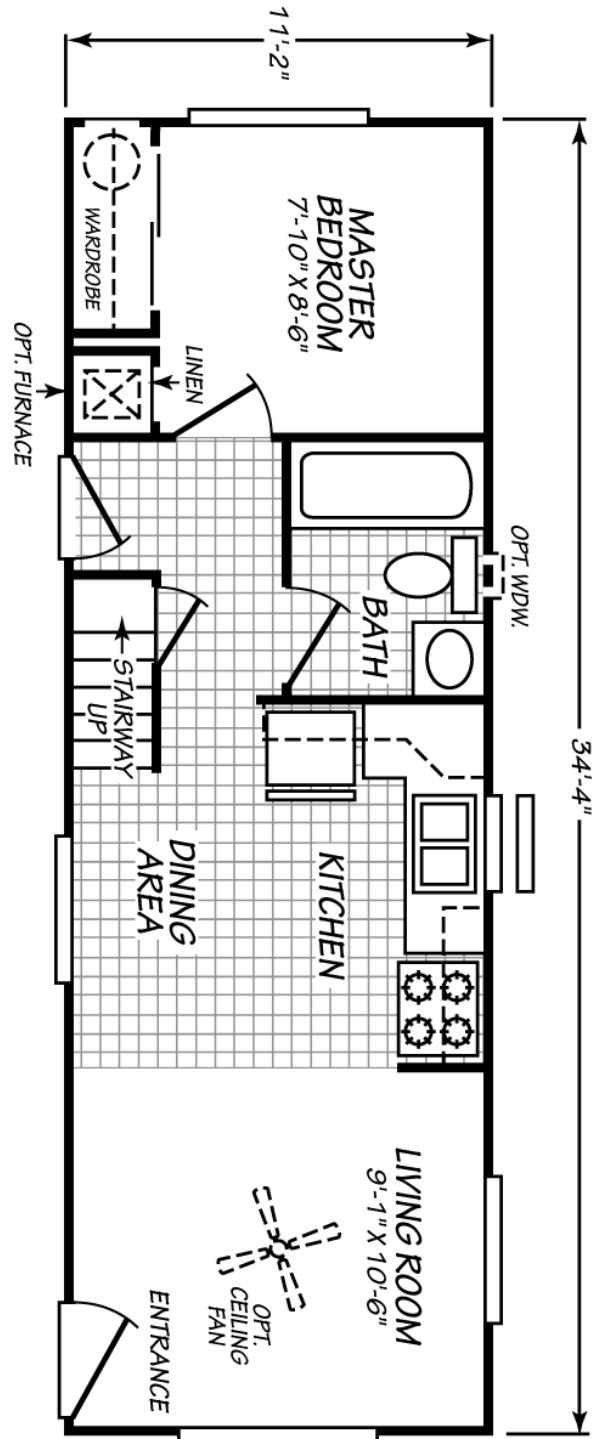 11'-2"
34'-4"
MASTER
BEDROOM
7'-10" X 8'-6"
WARDROBE
LINEN
OPT. FURNACE
OPT. WDW.
BATH
STAIRWAY
UP
KITCHEN
DINING
AREA
LIVING ROOM
9'-1" X 10'-6"
OPT.
CEILING
FAN
ENTRANCE